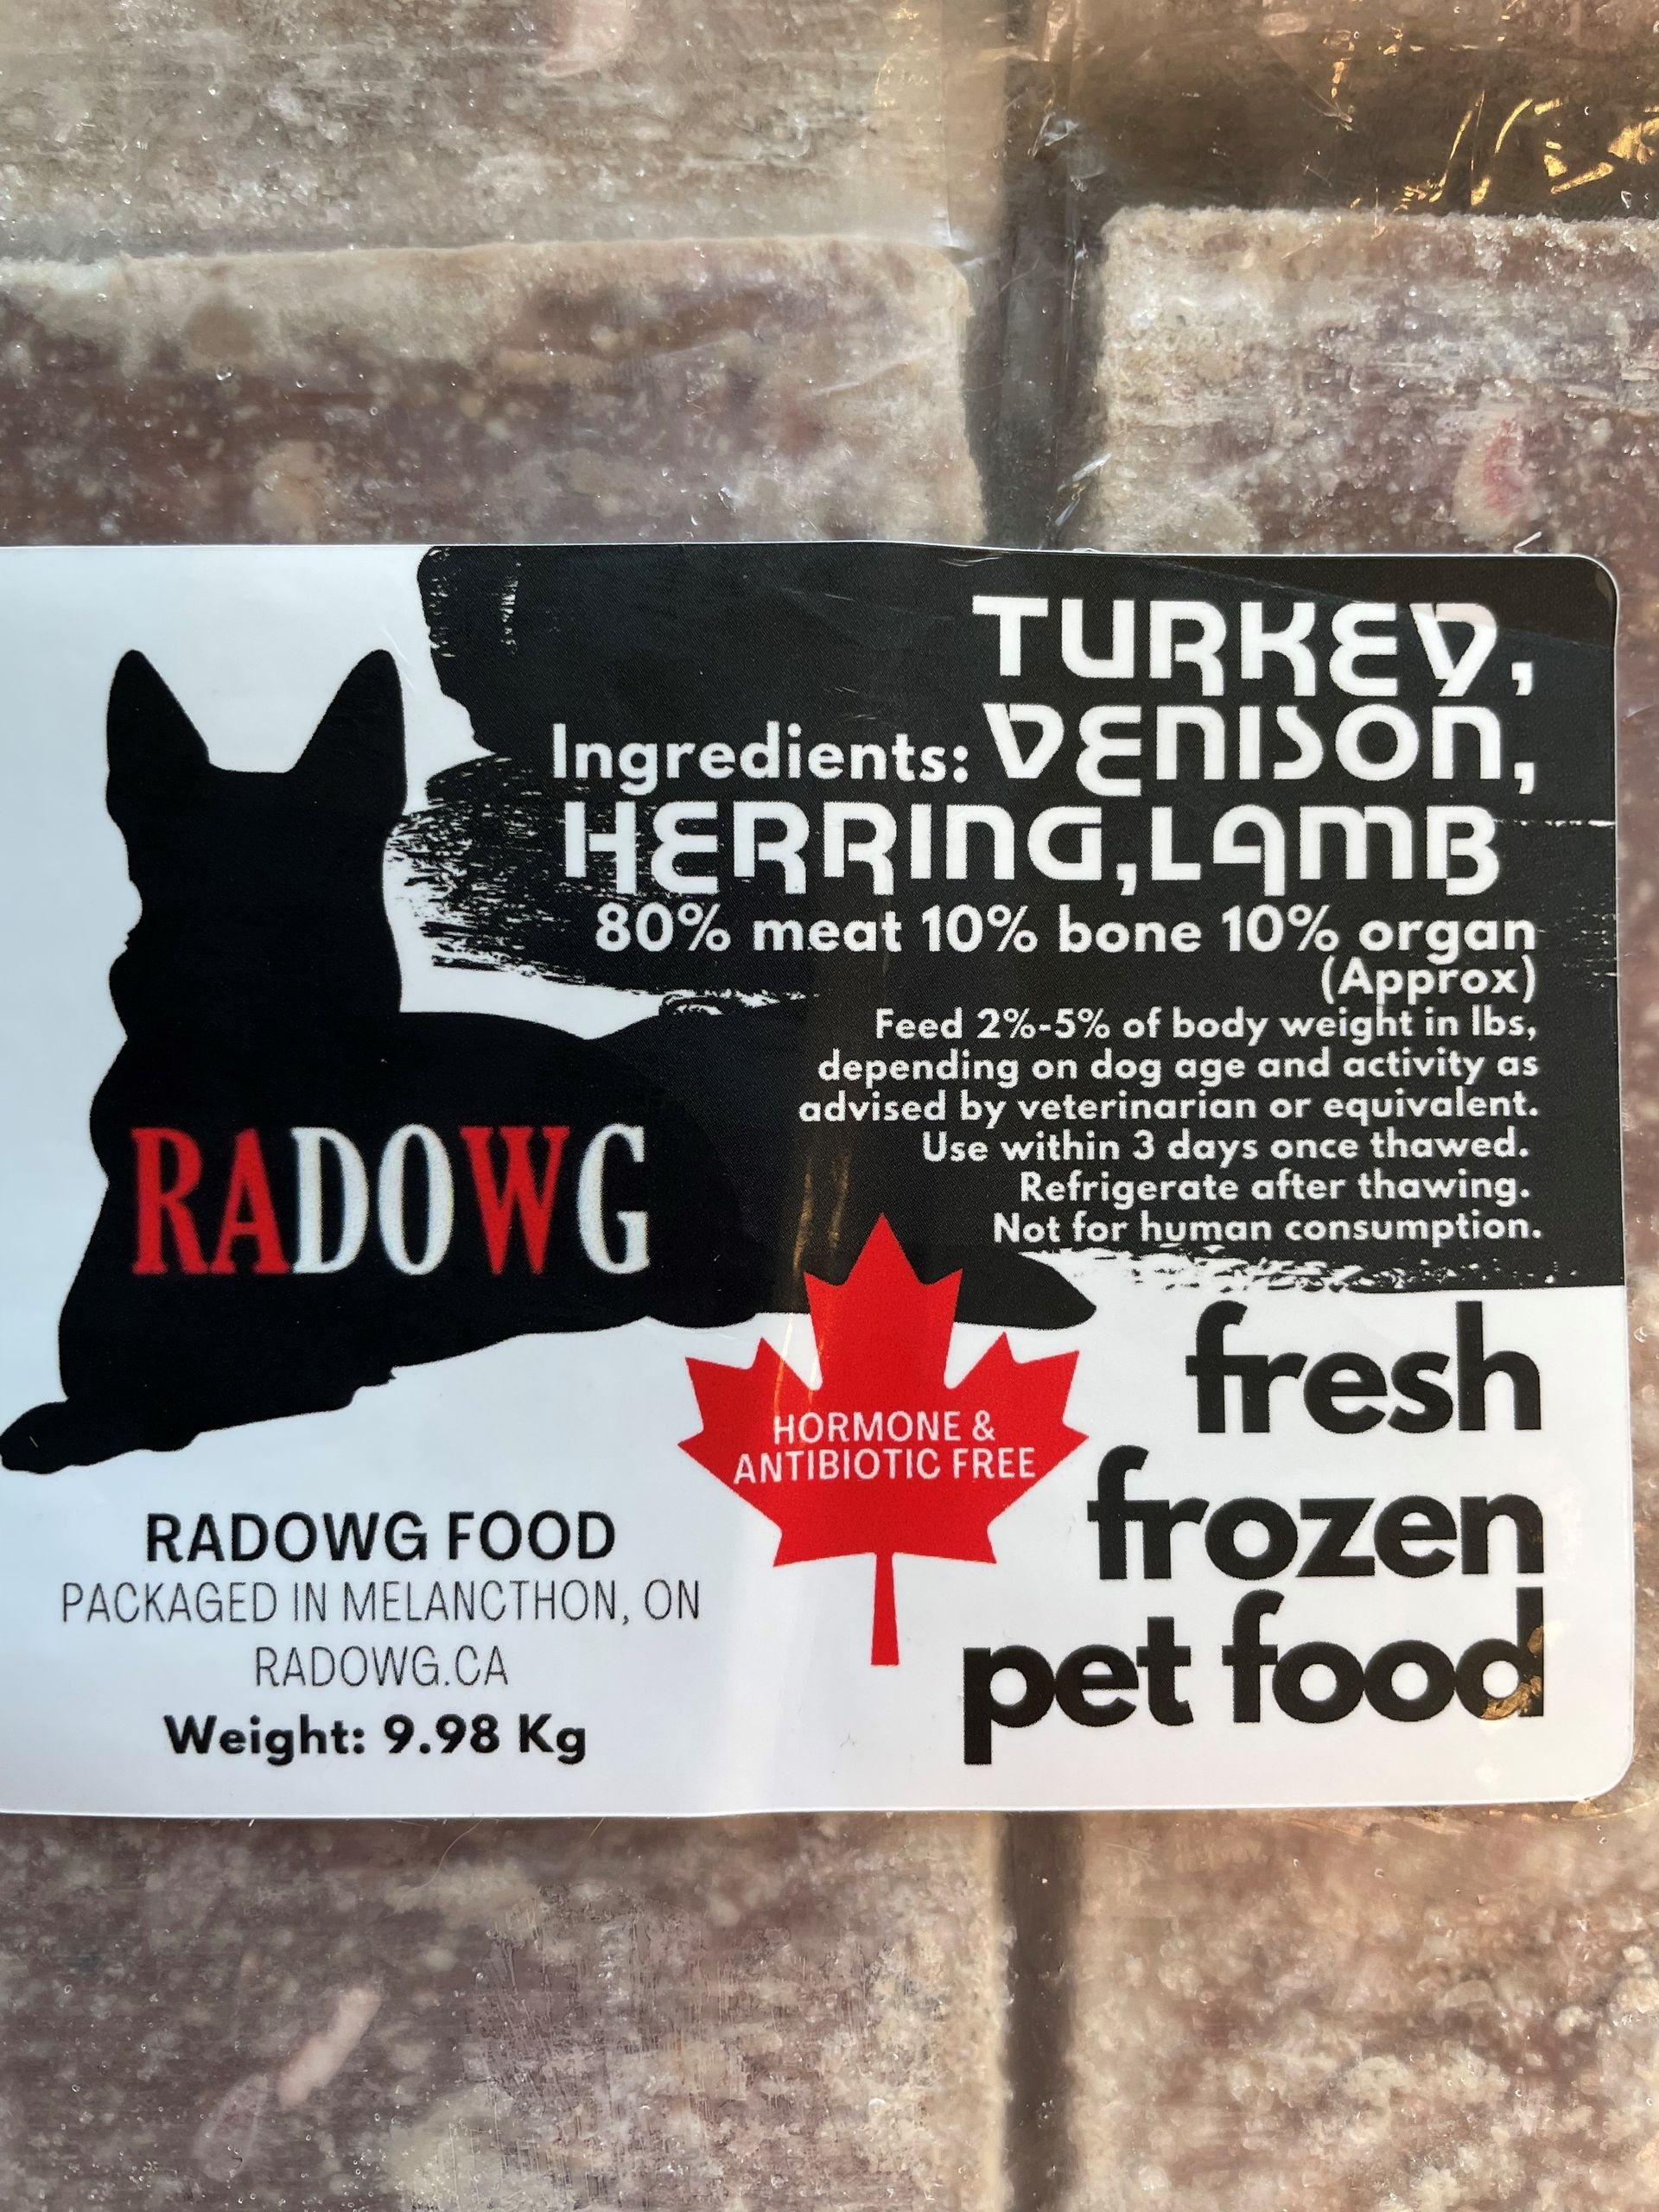 TURKEY,
Ingredients: VENISON,
HERRING,LAMB
80% meat 10% bone 10% organ
(Approx)
Feed 2%-5% of body weight in lbs,
depending on dog age and activity as
advised by veterinarian or equivalent.
Use within 3 days once thawed.
Refrigerate after thawing.
Not for human consumption.
RADOWG
HORMONE &
ANTIBIOTIC FREE
fresh
frozen
pet food
RADOWG FOOD
PACKAGED IN MELANCTHON, ON
RADOWG.CA
Weight: 9.98 Kg